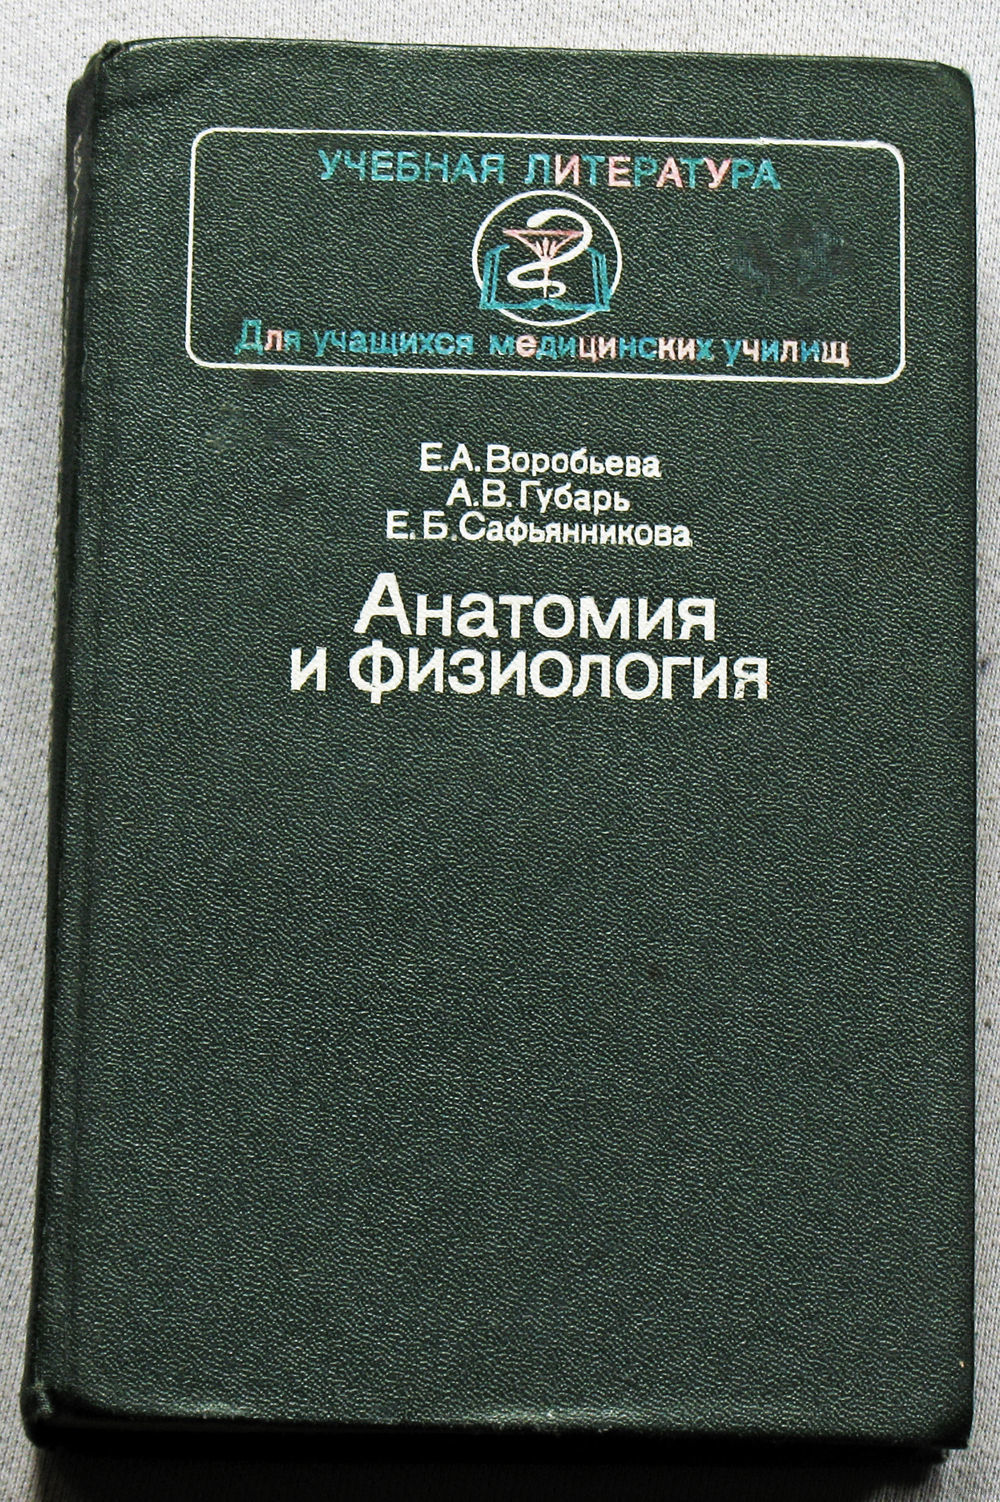 УЧЕБНАЯ ЛИТЕРАТУРА
Для учащихся медицинских училищ
Е.А.Воробьева
А.В.Губарь
Е.Б.Сафьянникова
Анатомия
и физиология